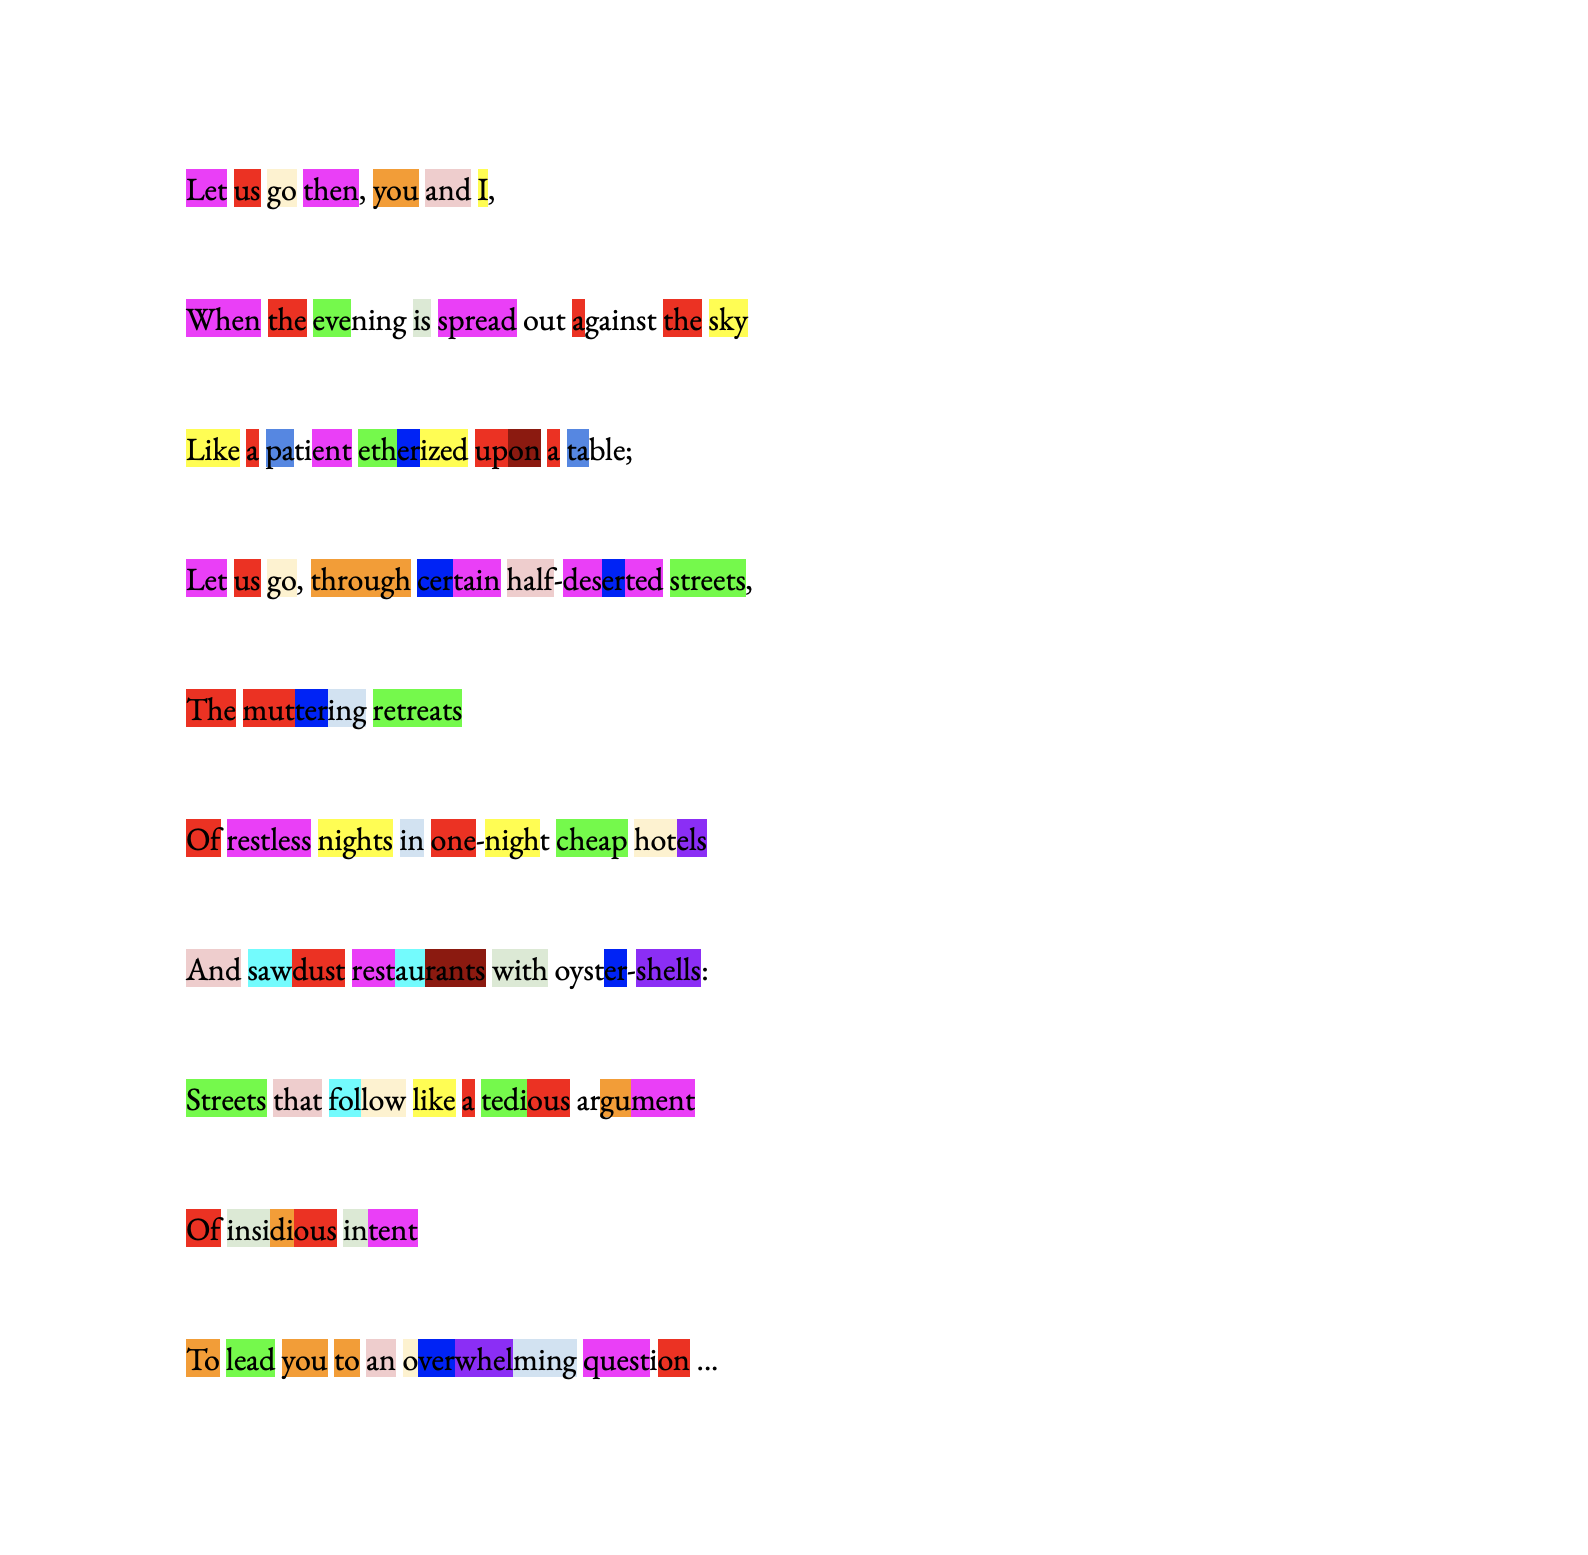 Let us go then, you and I,
When the evening is spread out against the sky
Like a patient etherized upon a table;
Let us go, through certain half-deserted streets,
The muttering retreats
Of restless nights in one-night cheap hotels
And sawdust restaurants with oyster-shells:
Streets that follow like a tedious argument
Of insidious intent
To lead you to an overwhelming question ...